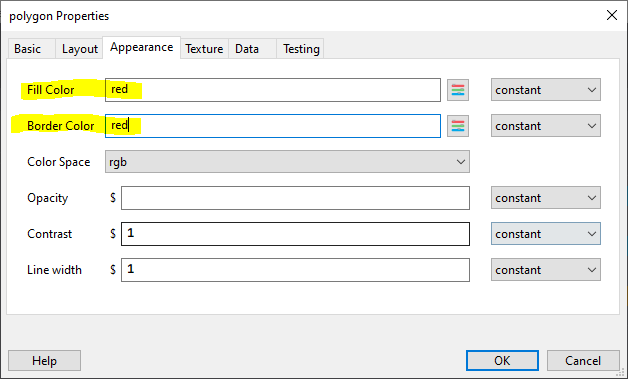 polygon Properties
Basic Layout Appearance Texture Data Testing
Fill Color red constant
Border Color red constant
Color Space rgb
Opacity $ constant
Contrast $ 1 constant
Line width $ 1 constant
Help OK Cancel